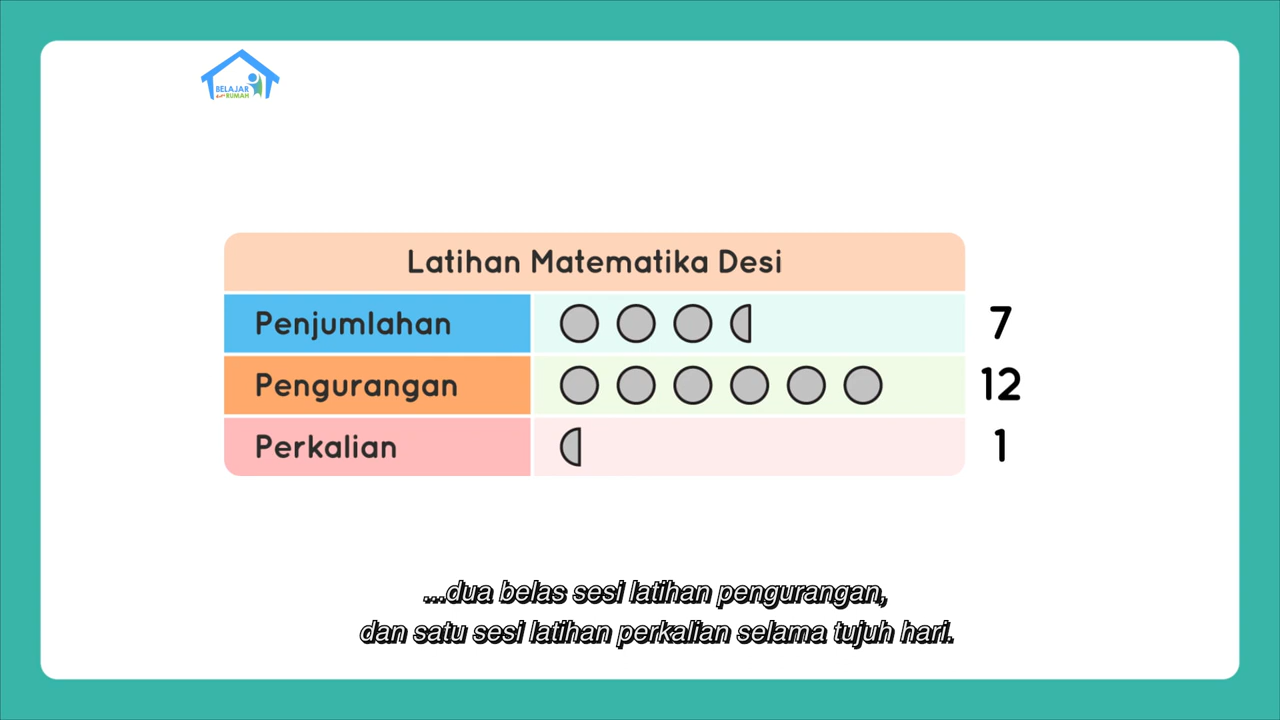 BELAJAR
RUMAH
Latihan Matematika Desi
Penjumlahan 7
Pengurangan 12
Perkalian 1
...dua belas sesi latihan pengurangan,
dan satu sesi latihan perkalian selama tujuh hari.